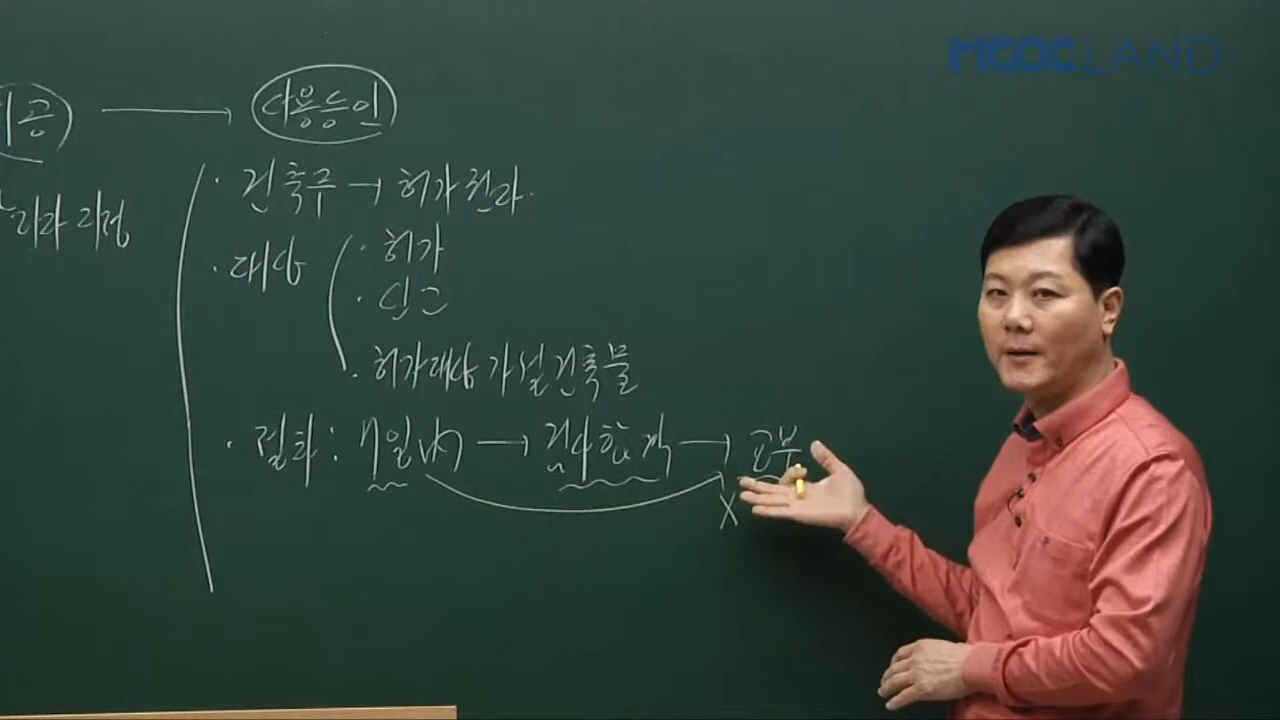 MOOC LAND
공 → 사용승인
· 건축주 → 허가권자
· 대상 · 허가
· 신고
· 허가대상 가설건축물
· 절차 : 7일内 → 검사합격 → 교부
X